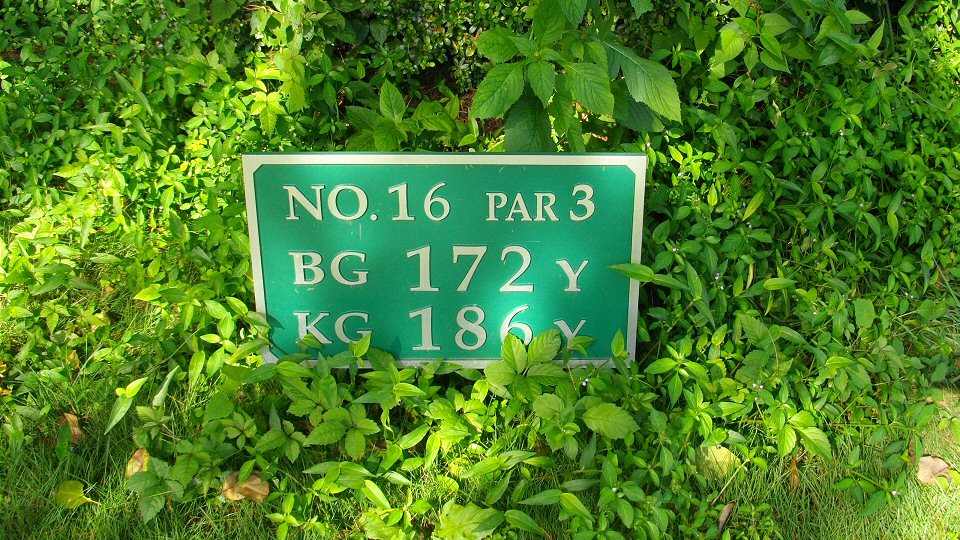 NO. 16 PAR 3
BG 172 Y
KG 186 Y